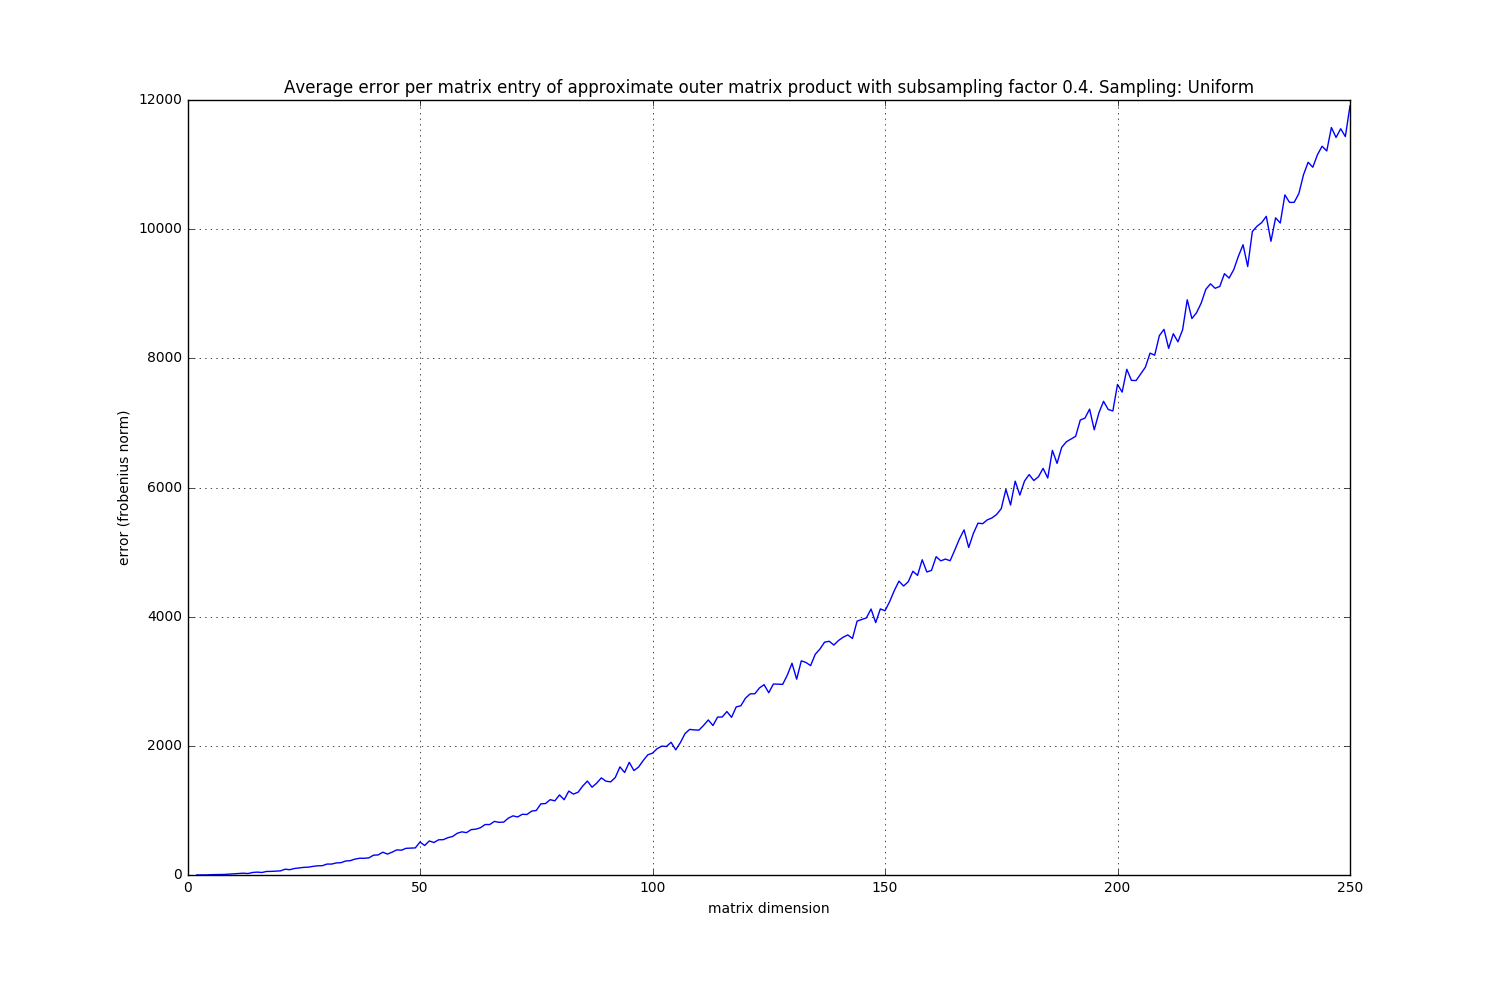 Average error per matrix entry of approximate outer matrix product with subsampling factor 0.4. Sampling: Uniform
12000
10000
8000
6000
4000
2000
0
error (frobenius norm)
0 50 100 150 200 250
matrix dimension